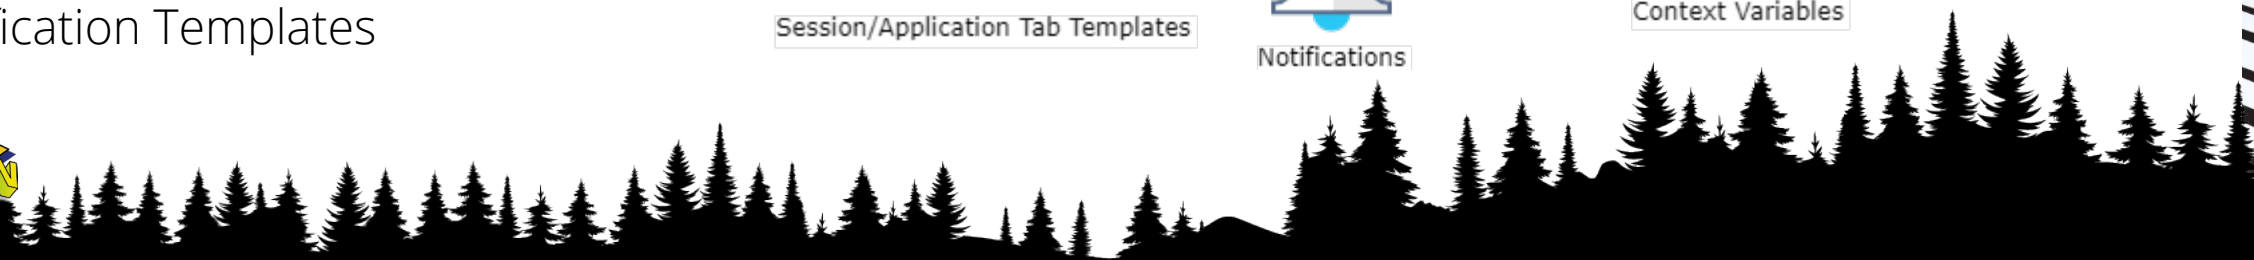 ication Templates
Session/Application Tab Templates
Notifications
Context Variables